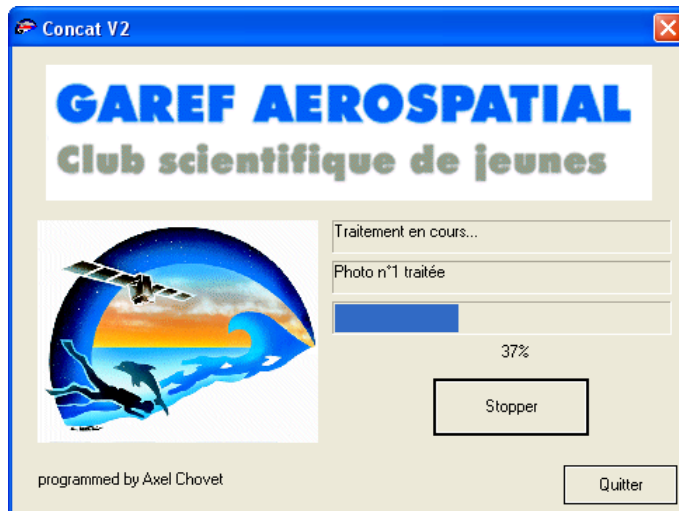 Concat V2
GAREF AEROSPATIAL
Club scientifique de jeunes
Traitement en cours...
Photo n°1 traitée
37%
Stopper
programmed by Axel Chovet
Quitter